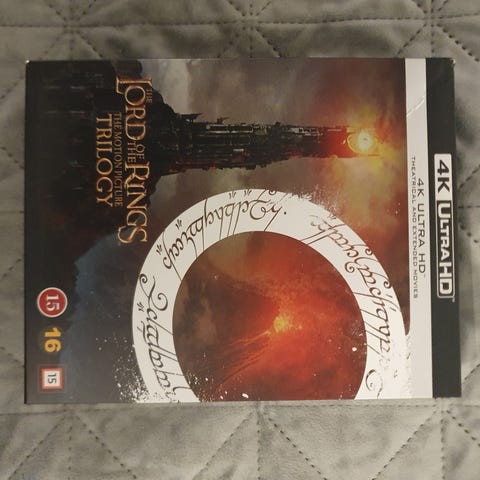 4K ULTRAHD
4K ULTRA HD™
THEATRICAL AND EXTENDED MOVIES
THE
LORD OF THE RINGS
THE MOTION PICTURE
TRILOGY
15
16
15